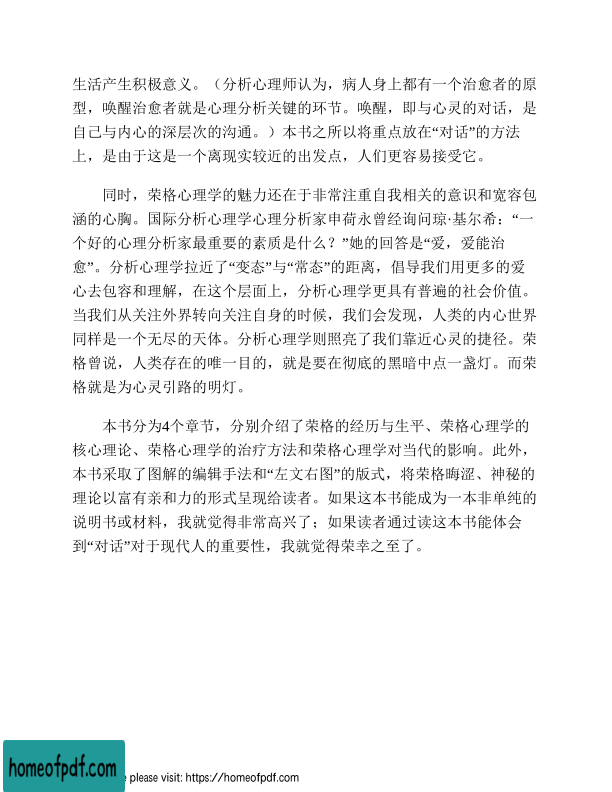 生活产生积极意义。（分析心理师认为，病人身上都有一个治愈者的原
型，唤醒治愈者就是心理分析关键的环节。唤醒，即与心灵的对话，是
自己与内心的深层次的沟通。）本书之所以将重点放在“对话”的方法
上，是由于这是一个离现实较近的出发点，人们更容易接受它。
同时，荣格心理学的魅力还在于非常注重自我相关的意识和宽容包
涵的心胸。国际分析心理学心理分析家申荷永曾经询问琼·基尔希：“一
个好的心理分析家最重要的素质是什么？”她的回答是“爱，爱能治
愈”。分析心理学拉近了“变态”与“常态”的距离，倡导我们用更多的爱
心去包容和理解，在这个层面上，分析心理学更具有普遍的社会价值。
当我们从关注外界转向关注自身的时候，我们会发现，人类的内心世界
同样是一个无尽的天体。分析心理学则照亮了我们靠近心灵的捷径。荣
格曾说，人类存在的唯一目的，就是要在彻底的黑暗中点一盏灯。而荣
格就是为心灵引路的明灯。
本书分为4个章节，分别介绍了荣格的经历与生平、荣格心理学的
核心理论、荣格心理学的治疗方法和荣格心理学对当代的影响。此外，
本书采取了图解的编辑手法和“左文右图”的版式，将荣格晦涩、神秘的
理论以富有亲和力的形式呈现给读者。如果这本书能成为一本非单纯的
说明书或材料，我就觉得非常高兴了；如果读者通过读这本书能体会
到“对话”对于现代人的重要性，我就觉得荣幸之至了。
homeofpdf.com
please visit: https://homeofpdf.com